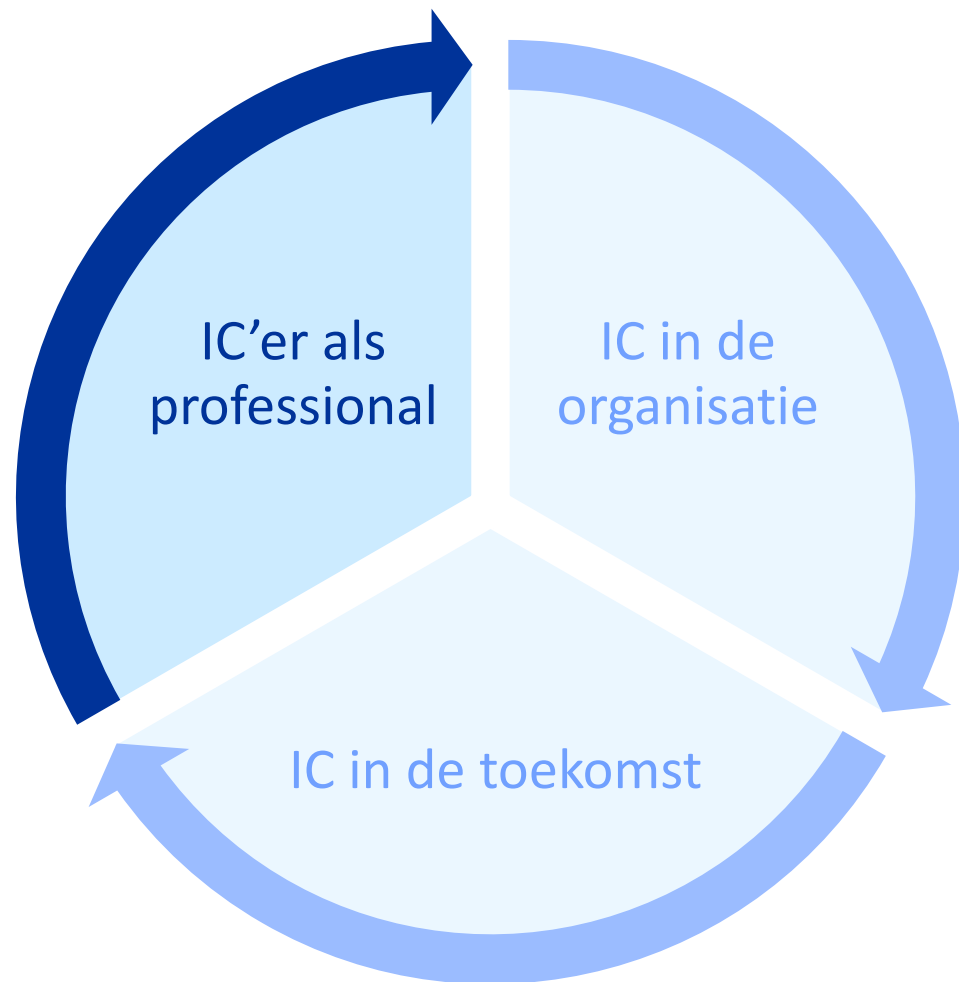 IC’er als
professional
IC in de
organisatie
IC in de toekomst